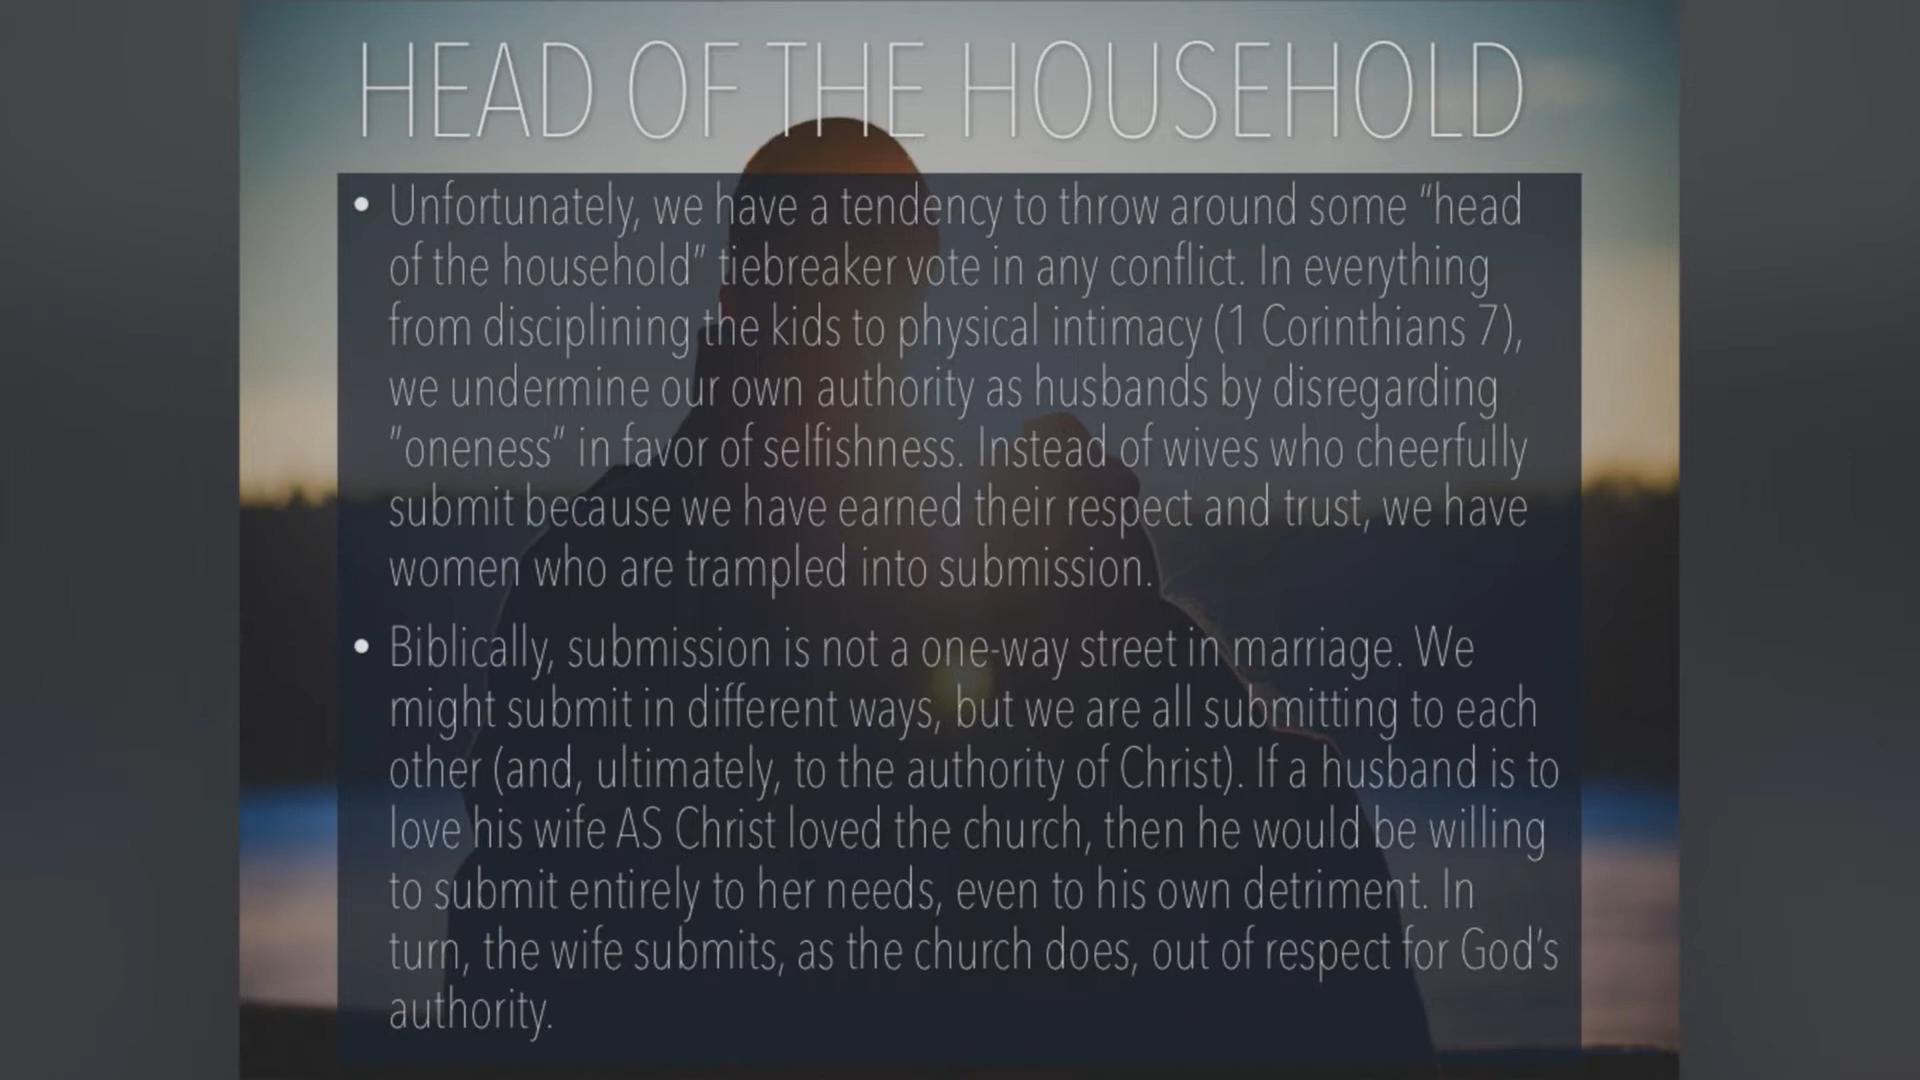 HEAD OF THE HOUSEHOLD
• Unfortunately, we have a tendency to throw around some “head
of the household” tiebreaker vote in any conflict. In everything
from disciplining the kids to physical intimacy (1 Corinthians 7),
we undermine our own authority as husbands by disregarding
”oneness” in favor of selfishness. Instead of wives who cheerfully
submit because we have earned their respect and trust, we have
women who are trampled into submission.
• Biblically, submission is not a one-way street in marriage. We
might submit in different ways, but we are all submitting to each
other (and, ultimately, to the authority of Christ). If a husband is to
love his wife AS Christ loved the church, then he would be willing
to submit entirely to her needs, even to his own detriment. In
turn, the wife submits, as the church does, out of respect for God’s
authority.